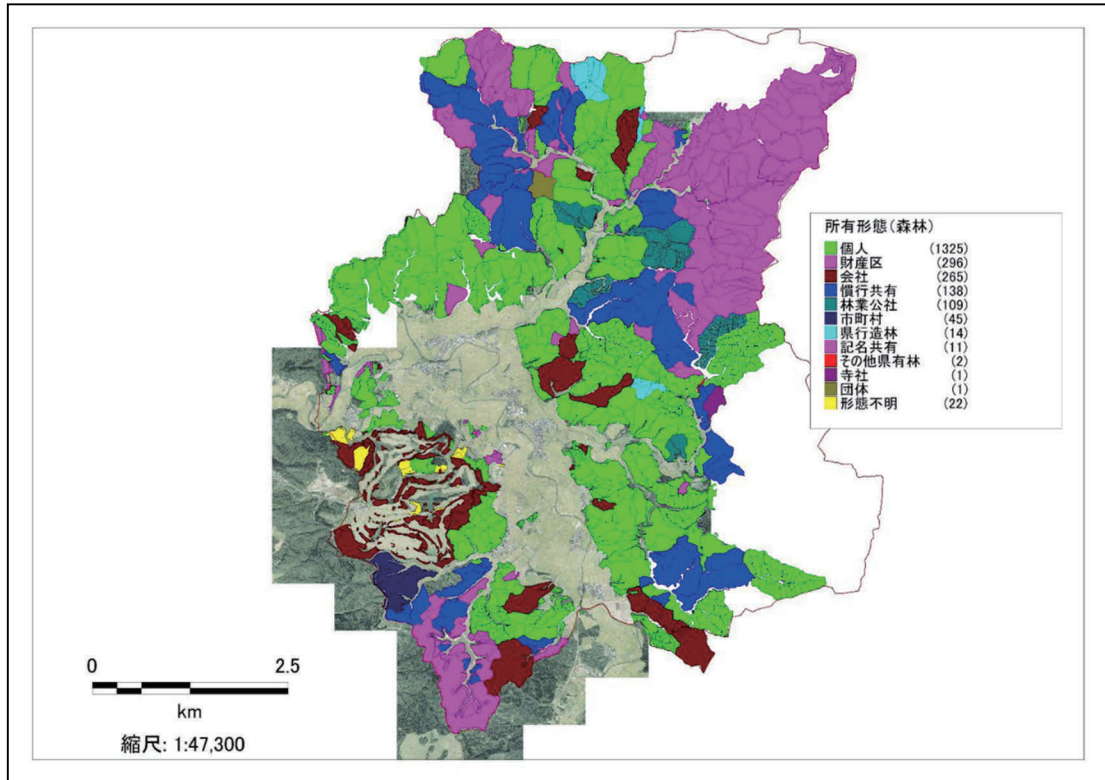 所有形態(森林)
個人 (1325)
財産区 (296)
会社 (265)
慣行共有 (138)
林業公社 (109)
市町村 (45)
県行造林 (14)
記名共有 (11)
その他県有林 (2)
寺社 (1)
団体 (1)
形態不明 (22)
0 2.5
km
縮尺: 1:47,300